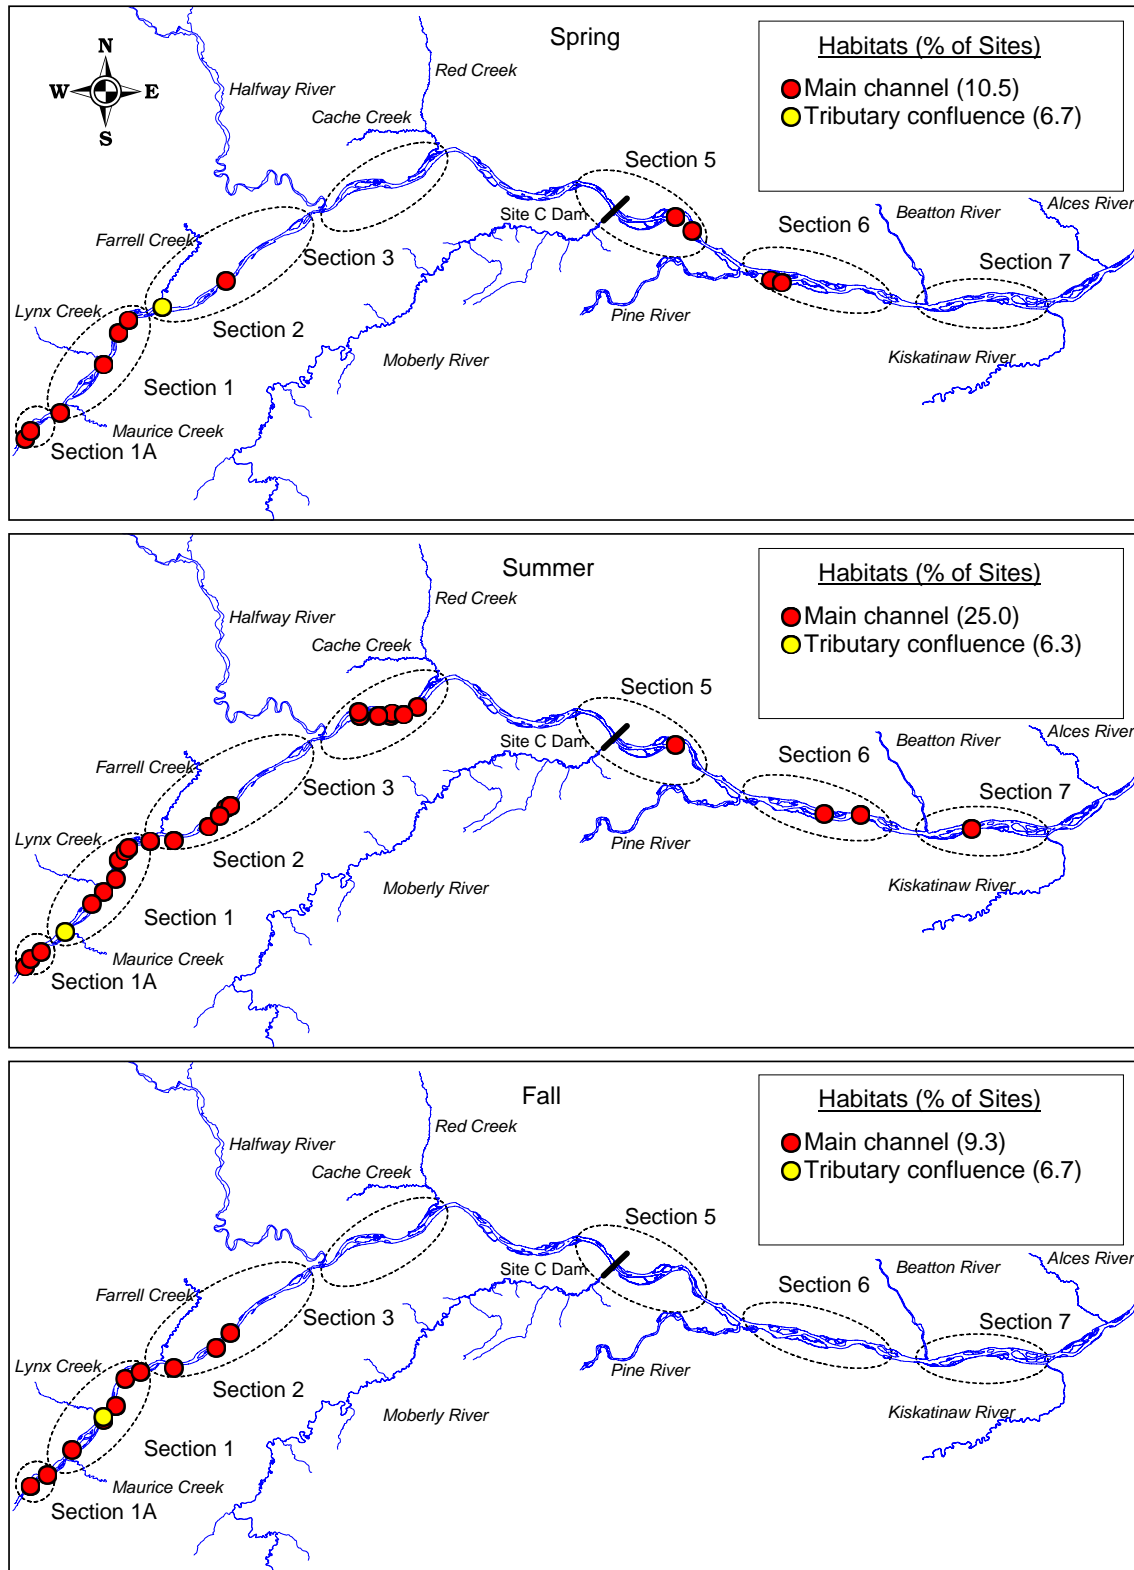 Spring
Habitats (% of Sites)
Main channel (10.5)
Tributary confluence (6.7)
N
W E
S
Halfway River
Red Creek
Cache Creek
Section 5
Site C Dam
Beatton River
Alces River
Section 6
Farrell Creek
Section 3
Section 7
Lynx Creek
Section 2
Pine River
Moberly River
Kiskatinaw River
Section 1
Maurice Creek
Section 1A
Summer
Habitats (% of Sites)
Main channel (25.0)
Tributary confluence (6.3)
Halfway River
Red Creek
Cache Creek
Section 5
Site C Dam
Beatton River
Alces River
Section 6
Farrell Creek
Section 3
Section 7
Lynx Creek
Section 2
Pine River
Moberly River
Kiskatinaw River
Section 1
Maurice Creek
Section 1A
Fall
Habitats (% of Sites)
Main channel (9.3)
Tributary confluence (6.7)
Halfway River
Red Creek
Cache Creek
Section 5
Site C Dam
Beatton River
Alces River
Section 6
Farrell Creek
Section 3
Section 7
Lynx Creek
Section 2
Pine River
Moberly River
Kiskatinaw River
Section 1
Maurice Creek
Section 1A